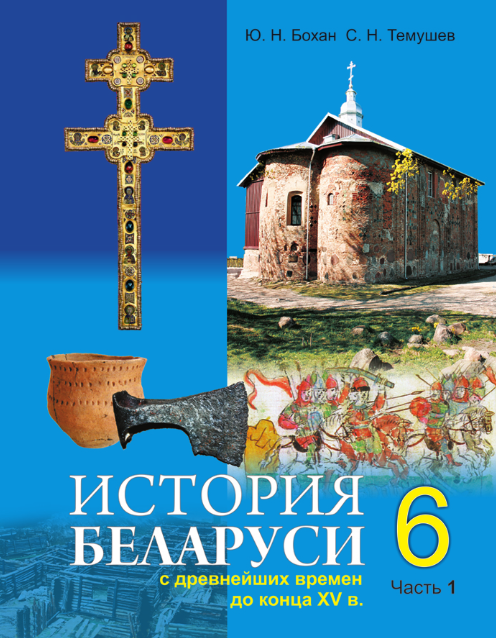 Ю. Н. Бохан С. Н. Темушев
ИСТОРИЯ
БЕЛАРУСИ
6
с древнейших времен
до конца XV в.
Часть 1